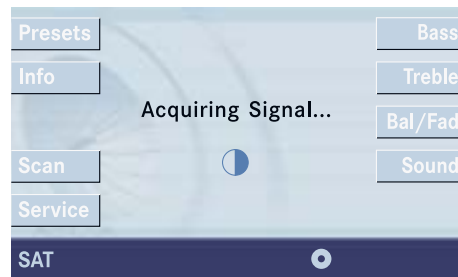 Presets
Bass
Info
Treble
Acquiring Signal...
Bal/Fad
Scan
Sound
Service
SAT